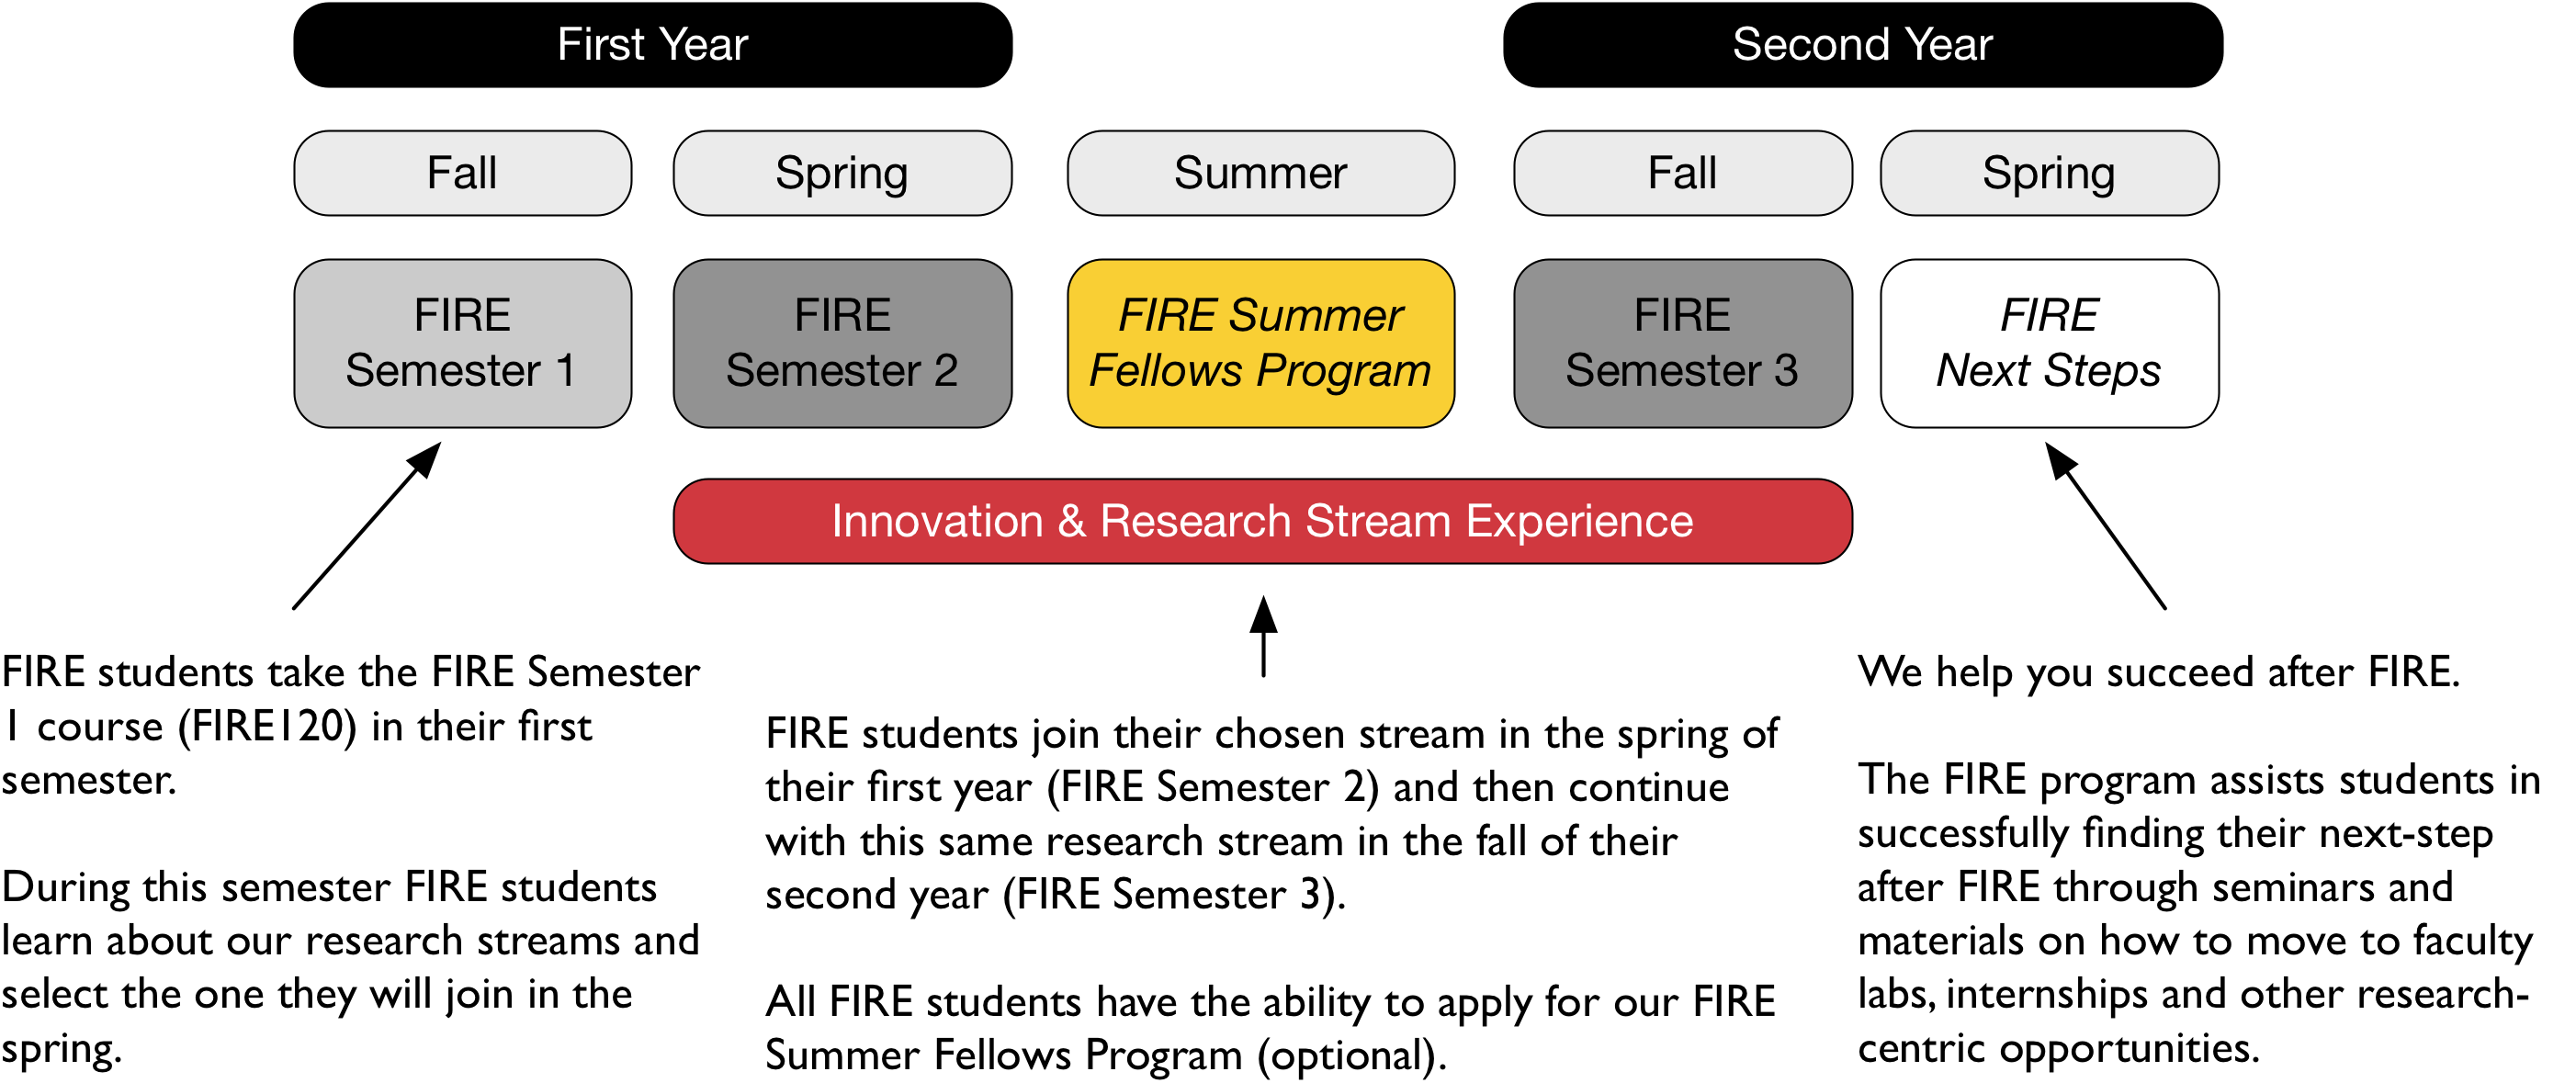 First Year
Second Year
Fall
Spring
Summer
Fall
Spring
FIRE
Semester 1
FIRE
Semester 2
FIRE Summer
Fellows Program
FIRE
Semester 3
FIRE
Next Steps
Innovation & Research Stream Experience
FIRE students take the FIRE Semester
1 course (FIRE120) in their first
semester.
During this semester FIRE students
learn about our research streams and
select the one they will join in the
spring.
FIRE students join their chosen stream in the spring of
their first year (FIRE Semester 2) and then continue
with this same research stream in the fall of their
second year (FIRE Semester 3).
All FIRE students have the ability to apply for our FIRE
Summer Fellows Program (optional).
We help you succeed after FIRE.
The FIRE program assists students in
successfully finding their next-step
after FIRE through seminars and
materials on how to move to faculty
labs, internships and other research-
centric opportunities.